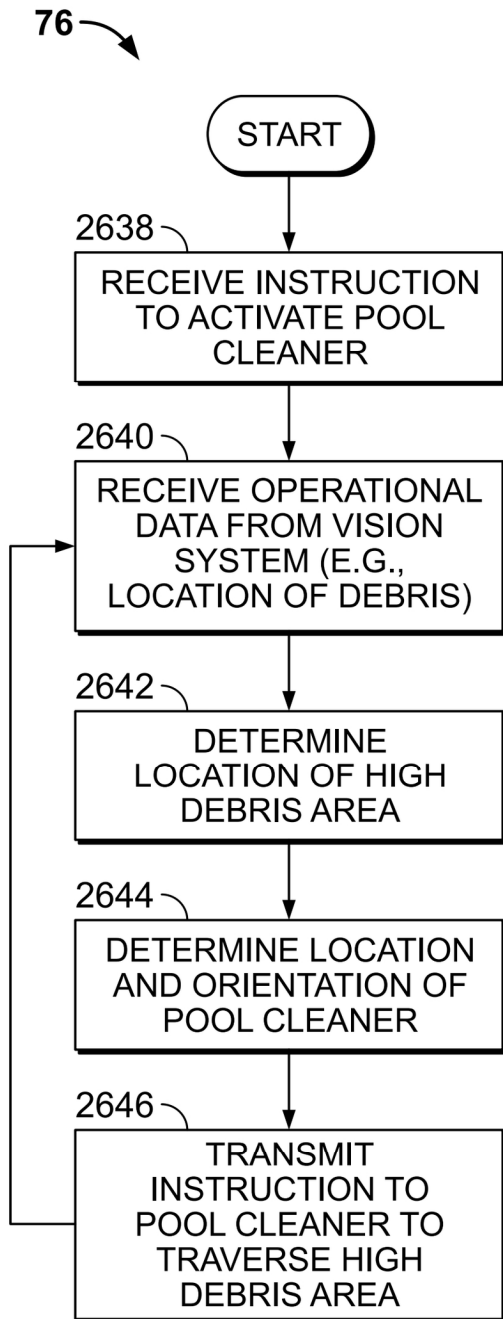 76
START
2638
RECEIVE INSTRUCTION
TO ACTIVATE POOL
CLEANER
2640
RECEIVE OPERATIONAL
DATA FROM VISION
SYSTEM (E.G.,
LOCATION OF DEBRIS)
2642
DETERMINE
LOCATION OF HIGH
DEBRIS AREA
2644
DETERMINE LOCATION
AND ORIENTATION OF
POOL CLEANER
2646
TRANSMIT
INSTRUCTION TO
POOL CLEANER TO
TRAVERSE HIGH
DEBRIS AREA